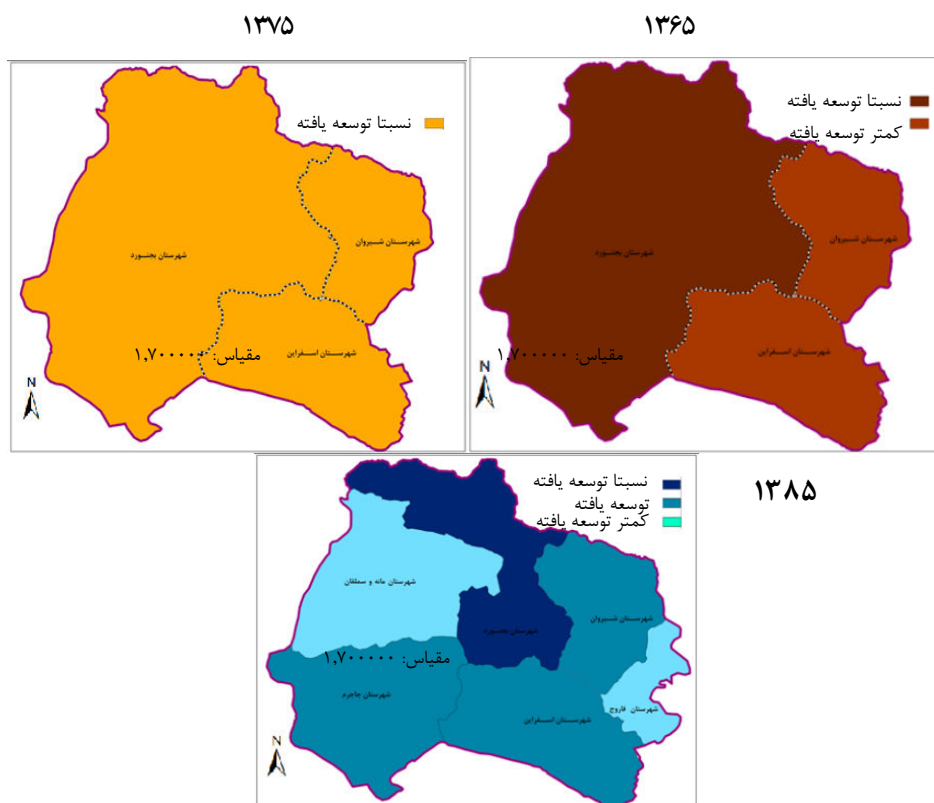 ۱۳۶۵
نسبتا توسعه یافته
کمتر توسعه یافته
شهرستان شیروان
شهرستان بجنورد
شهرستان اسفراین
مقیاس: ۱,۷۰۰۰۰۰
N
۱۳۷۵
نسبتا توسعه یافته
شهرستان شیروان
شهرستان بجنورد
شهرستان اسفراین
مقیاس: ۱,۷۰۰۰۰۰
N
۱۳۸۵
نسبتا توسعه یافته
توسعه یافته
کمتر توسعه یافته
شهرستان مانه و سملقان
شهرستان شیروان
شهرستان بجنورد
مقیاس: ۱,۷۰۰۰۰۰
شهرستان جاجرم
شهرستان فاروج
شهرستان اسفراین
N